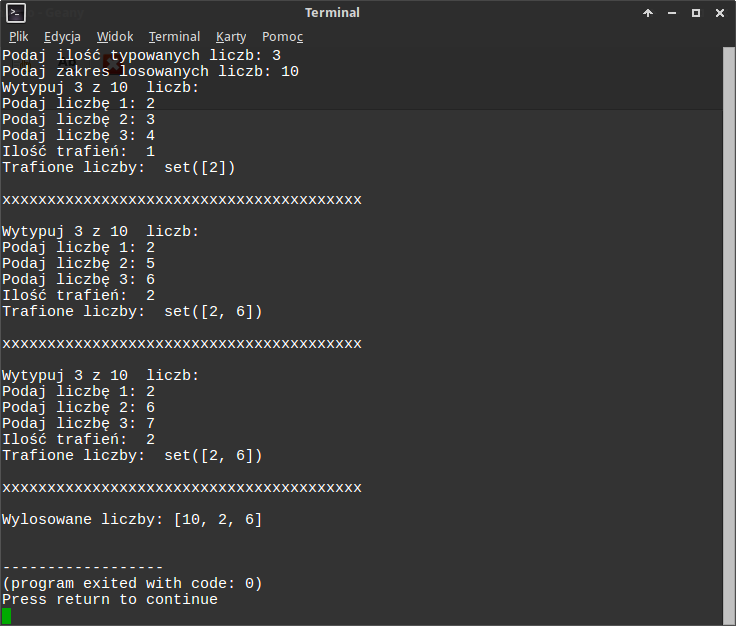 Terminal
Plik Edycja Widok Terminal Karty Pomoc
Podaj ilość typowanych liczb: 3
Podaj zakres losowanych liczb: 10
Wytypuj 3 z 10  liczb:
Podaj liczbę 1: 2
Podaj liczbę 2: 3
Podaj liczbę 3: 4
Ilość trafień:  1
Trafione liczby:  set([2])
xxxxxxxxxxxxxxxxxxxxxxxxxxxxxxxxxxxxxxxx
Wytypuj 3 z 10  liczb:
Podaj liczbę 1: 2
Podaj liczbę 2: 5
Podaj liczbę 3: 6
Ilość trafień:  2
Trafione liczby:  set([2, 6])
xxxxxxxxxxxxxxxxxxxxxxxxxxxxxxxxxxxxxxxx
Wytypuj 3 z 10  liczb:
Podaj liczbę 1: 2
Podaj liczbę 2: 6
Podaj liczbę 3: 7
Ilość trafień:  2
Trafione liczby:  set([2, 6])
xxxxxxxxxxxxxxxxxxxxxxxxxxxxxxxxxxxxxxxx
Wylosowane liczby: [10, 2, 6]
------------------
(program exited with code: 0)
Press return to continue